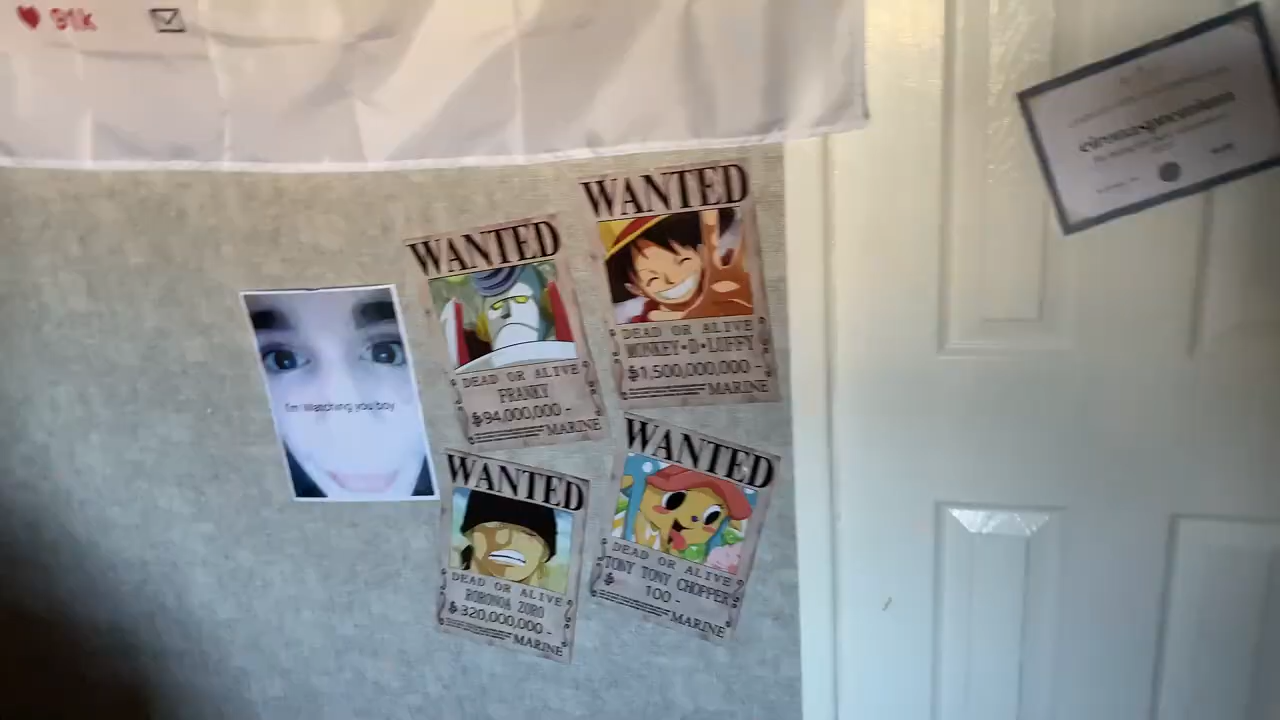 91k
I'm Watching you boy
WANTED
DEAD OR ALIVE
FRANKY
฿94,000,000-
MARINE
WANTED
DEAD OR ALIVE
MONKEY•D•LUFFY
฿1,500,000,000-
MARINE
WANTED
DEAD OR ALIVE
RORONOA ZORO
฿320,000,000-
MARINE
WANTED
DEAD OR ALIVE
TONY TONY CHOPPER
฿ 100-
MARINE